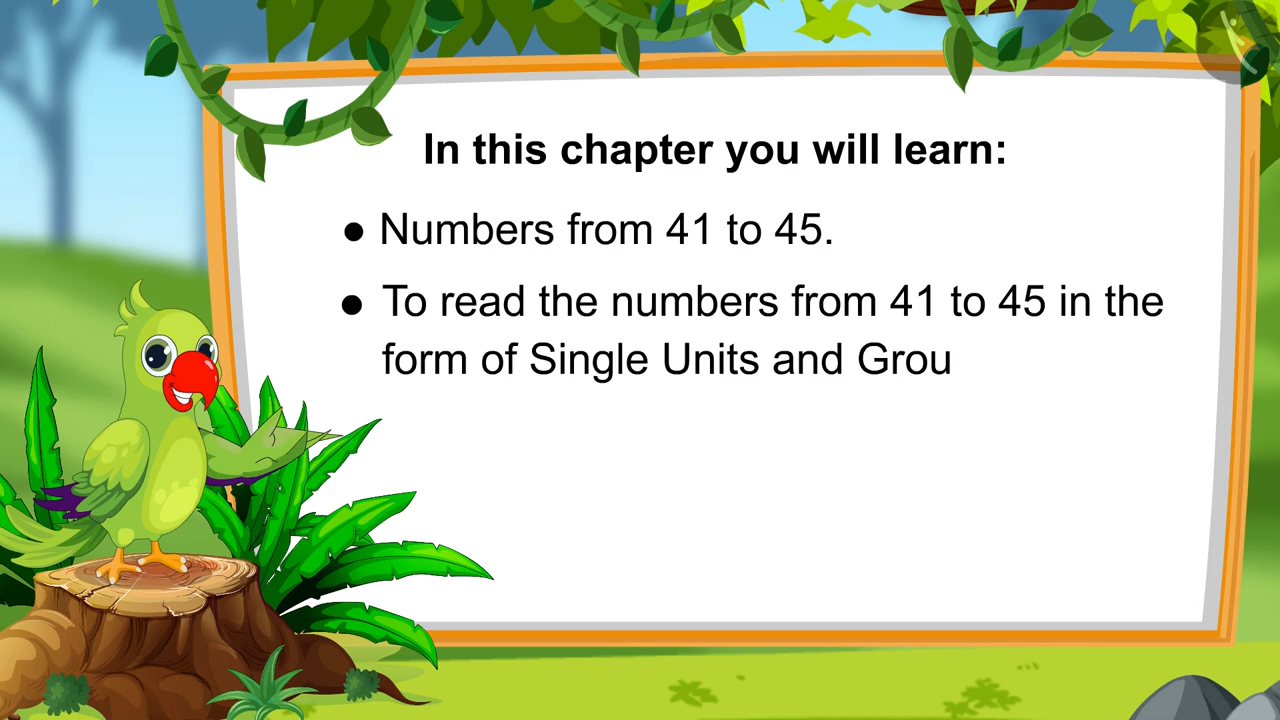 In this chapter you will learn:
● Numbers from 41 to 45.
● To read the numbers from 41 to 45 in the
form of Single Units and Grou